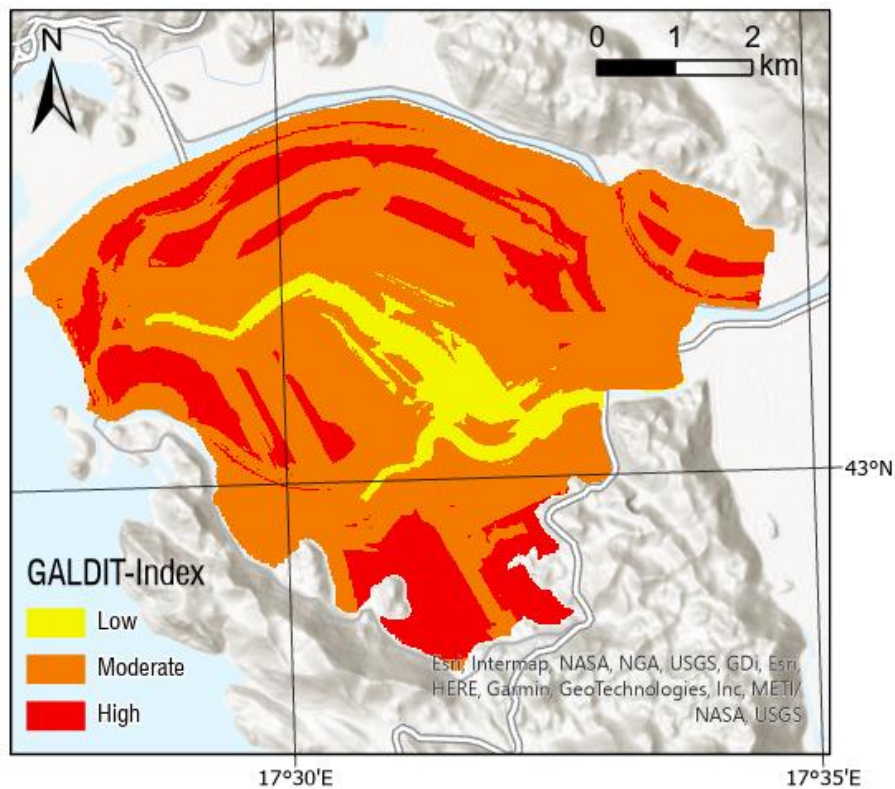 N
0 1 2
km
43°N
GALDIT-Index
Low
Moderate
High
Esri, Intermap, NASA, NGA, USGS, GDi, Esri,
HERE, Garmin, GeoTechnologies, Inc, METI/
NASA, USGS
17°30'E 17°35'E